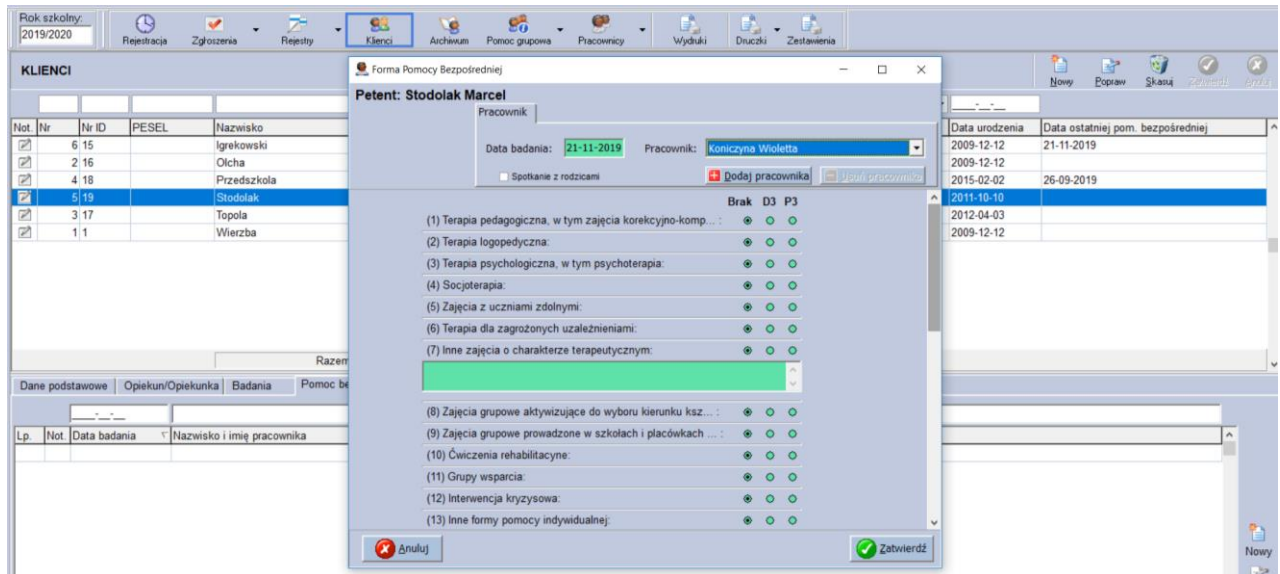 Rok szkolny:
2019/2020
Rejestracja Zgłoszenia Rejestry Klienci Archiwum Pomoc grupowa Pracownicy Wydruki Druczki Zestawienia
KLIENCI
Nowy Popraw Skasuj Zatwierdź Anuluj
Not. Nr Nr ID PESEL Nazwisko Data urodzenia Data ostatniej pom. bezpośredniej
6 15 Igrekowski 2009-12-12 21-11-2019
2 16 Olcha 2009-12-12
4 18 Przedszkola 2015-02-02 26-09-2019
5 19 Stodolak 2011-10-10
3 17 Topola 2012-04-03
1 1 Wierzba 2009-12-12
Razem
Dane podstawowe Opiekun/Opiekunka Badania Pomoc be
Lp. Not. Data badania Nazwisko i imię pracownika
Nowy
Forma Pomocy Bezpośredniej
Petent: Stodolak Marcel
Pracownik
Data badania: 21-11-2019 Pracownik: Koniczyna Wioletta
Spotkanie z rodzicami Dodaj pracownika Usuń pracownika
Brak D3 P3
(1) Terapia pedagogiczna, w tym zajęcia korekcyjno-komp... :
(2) Terapia logopedyczna:
(3) Terapia psychologiczna, w tym psychoterapia:
(4) Socjoterapia:
(5) Zajęcia z uczniami zdolnymi:
(6) Terapia dla zagrożonych uzależnieniami:
(7) Inne zajęcia o charakterze terapeutycznym:
(8) Zajęcia grupowe aktywizujące do wyboru kierunku ksz... :
(9) Zajęcia grupowe prowadzone w szkołach i placówkach ... :
(10) Ćwiczenia rehabilitacyne:
(11) Grupy wsparcia:
(12) Interwencja kryzysowa:
(13) Inne formy pomocy indywidualnej:
Anuluj Zatwierdź